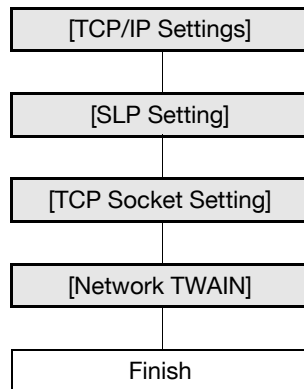 [TCP/IP Settings]
[SLP Setting]
[TCP Socket Setting]
[Network TWAIN]
Finish